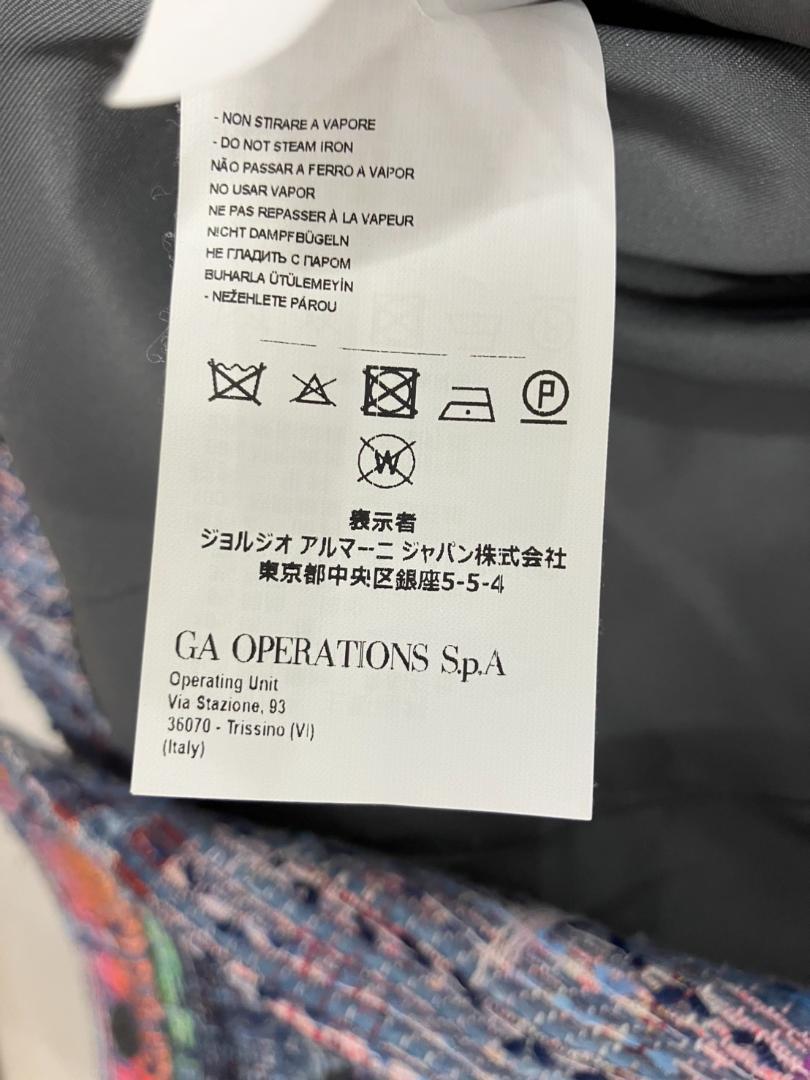 - NON STIRARE A VAPORE
- DO NOT STEAM IRON
NÃO PASSAR A FERRO A VAPOR
NO USAR VAPOR
NE PAS REPASSER À LA VAPEUR
NICHT DAMPFBÜGELN
НЕ ГЛАДИТЬ С ПАРОМ
BUHARLA ÜTÜLEMEYİN
- NEŽEHLETE PÁROU
P
W
表示者
ジョルジオ アルマーニ ジャパン株式会社
東京都中央区銀座5-5-4
GA OPERATIONS S.p.A
Operating Unit
Via Stazione, 93
36070 - Trissino (VI)
(Italy)